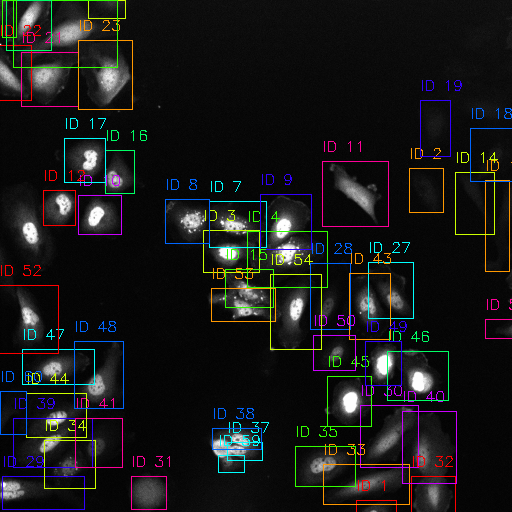 ID 23
ID 19
ID 18
ID 17
ID 16
ID 11
ID 2
ID 14
ID 8
ID 7
ID 9
ID 3
ID 4
ID 28
ID 27
ID 43
ID 54
ID 53
ID 52
ID 50
ID 49
ID 47
ID 48
ID 46
ID 45
ID 44
ID 30
ID 40
ID 39
ID 41
ID 34
ID 38
ID 37
ID 35
ID 33
ID 32
ID 29
ID 31
ID 1